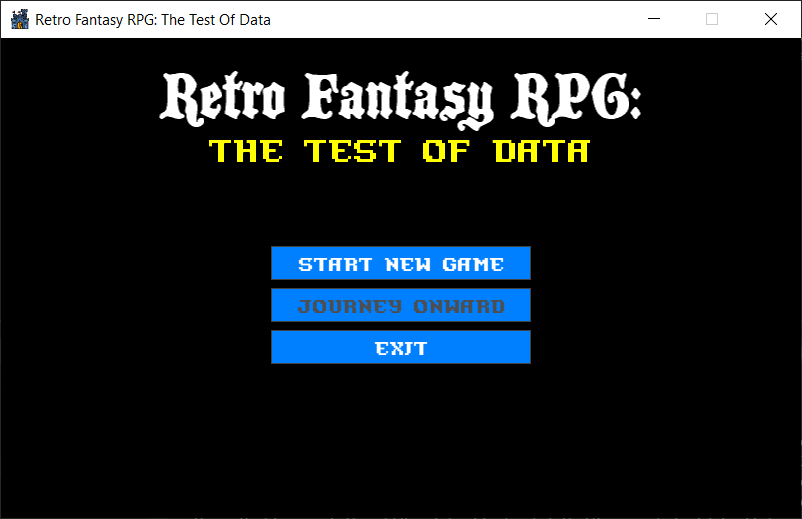 Retro Fantasy RPG: The Test Of Data
Retro Fantasy RPG:
THE TEST OF DATA
START NEW GAME
JOURNEY ONWARD
EXIT